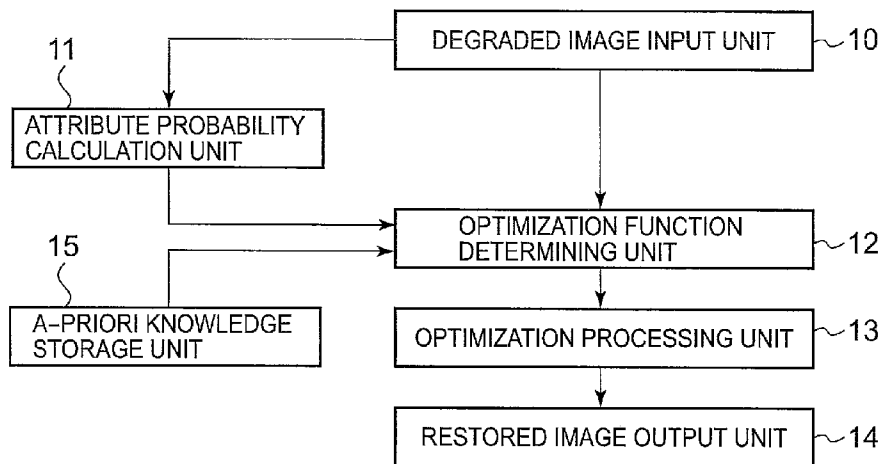 DEGRADED IMAGE INPUT UNIT
10
11
ATTRIBUTE PROBABILITY
CALCULATION UNIT
OPTIMIZATION FUNCTION
DETERMINING UNIT
12
15
A-PRIORI KNOWLEDGE
STORAGE UNIT
OPTIMIZATION PROCESSING UNIT
13
RESTORED IMAGE OUTPUT UNIT
14